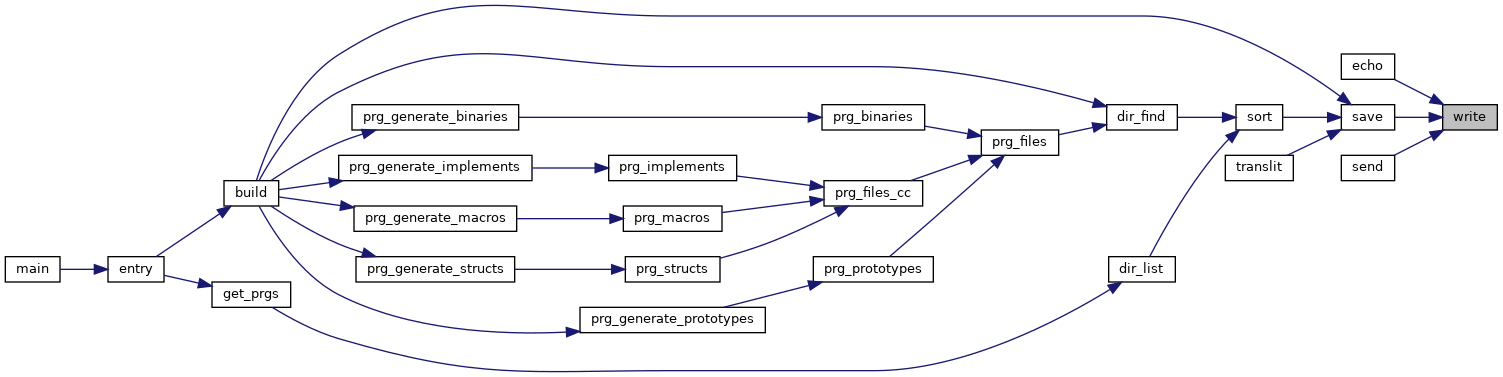 echo
prg_generate_binaries
prg_binaries
dir_find
sort
save
write
prg_files
prg_generate_implements
prg_implements
translit
send
build
prg_files_cc
prg_generate_macros
prg_macros
main
entry
prg_generate_structs
prg_structs
prg_prototypes
dir_list
get_prgs
prg_generate_prototypes